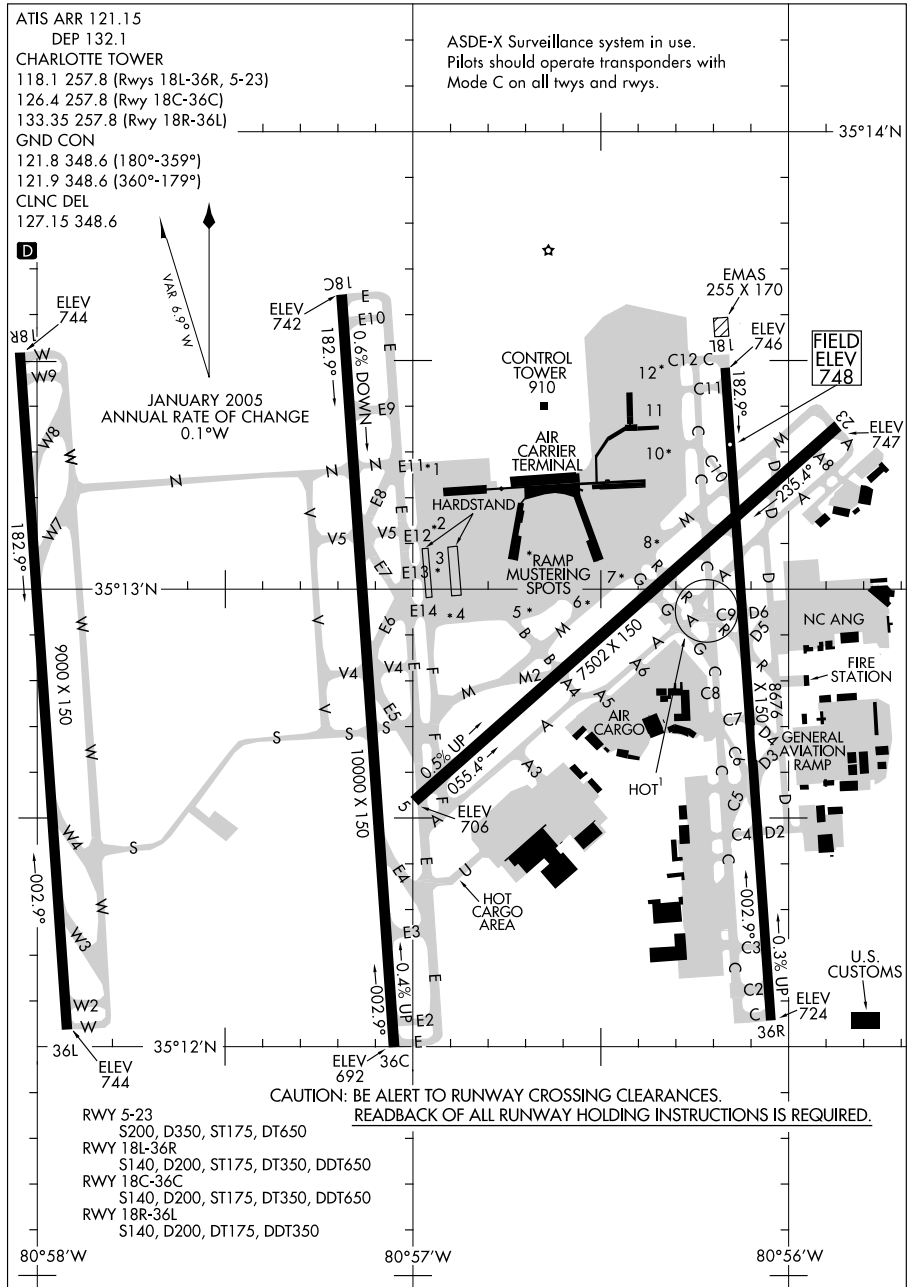 ATIS ARR 121.15
DEP 132.1
CHARLOTTE TOWER
118.1 257.8 (Rwys 18L-36R, 5-23)
126.4 257.8 (Rwy 18C-36C)
133.35 257.8 (Rwy 18R-36L)
GND CON
121.8 348.6 (180°-359°)
121.9 348.6 (360°-179°)
CLNC DEL
127.15 348.6
D
ASDE-X Surveillance system in use.
Pilots should operate transponders with
Mode C on all twys and rwys.
35°14'N
VAR 6.9° W
JANUARY 2005
ANNUAL RATE OF CHANGE
0.1°W
ELEV
744
18R
W
W9
W8
W
W7
182.9°
W
9000 X 150
W
W4
W
002.9°
W3
W2
W
36L
ELEV
744
ELEV
742
18C
E
E10
E
182.9°
0.6% DOWN
E9
N
N
N
E11
*1
E8
E
V
V5
V5
E12
*2
HARDSTAND
E7
E13
3
*
E14
*4
E6
V
V4
V4
F
E5
V
S
S
S
S
F
10000 X 150
E
E4
U
E3
0.4% UP
002.9°
E
E2
E
36C
ELEV
692
CONTROL
TOWER
910
AIR
CARRIER
TERMINAL
*RAMP
MUSTERING
SPOTS
12*
11
10*
8*
7*
6*
5*
B
M
B
M
M2
A4
A5
A6
A
A
A3
F
A
5
0.5% UP
055.4°
ELEV
706
7502 X 150
HOT
CARGO
AREA
AIR
CARGO
HOT1
EMAS
255 X 170
18L
ELEV
746
FIELD
ELEV
748
C12
C
C11
182.9°
C
C
C10
M
M
D
D
A8
A
A
23
ELEV
747
235.4°
D
R
G
G
C
A
R
A
G
R
C9
D6
D5
R
C
C8
C7
8676
X 150
D4
D3
C6
C
C5
D
C4
D2
C
002.9°
0.3% UP
C3
C
C2
C
36R
ELEV
724
NC ANG
FIRE
STATION
GENERAL
AVIATION
RAMP
U.S.
CUSTOMS
35°13'N
35°12'N
CAUTION: BE ALERT TO RUNWAY CROSSING CLEARANCES.
READBACK OF ALL RUNWAY HOLDING INSTRUCTIONS IS REQUIRED.
RWY 5-23
S200, D350, ST175, DT650
RWY 18L-36R
S140, D200, ST175, DT350, DDT650
RWY 18C-36C
S140, D200, ST175, DT350, DDT650
RWY 18R-36L
S140, D200, DT175, DDT350
80°58'W
80°57'W
80°56'W